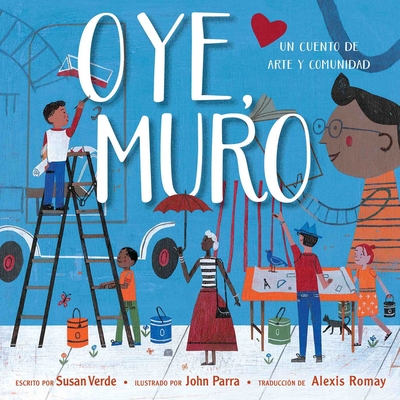 OYE,
MURO
UN CUENTO DE
ARTE Y COMUNIDAD
A
ESCRITO POR Susan Verde • ILUSTRADO POR John Parra • TRADUCCIÓN DE Alexis Romay